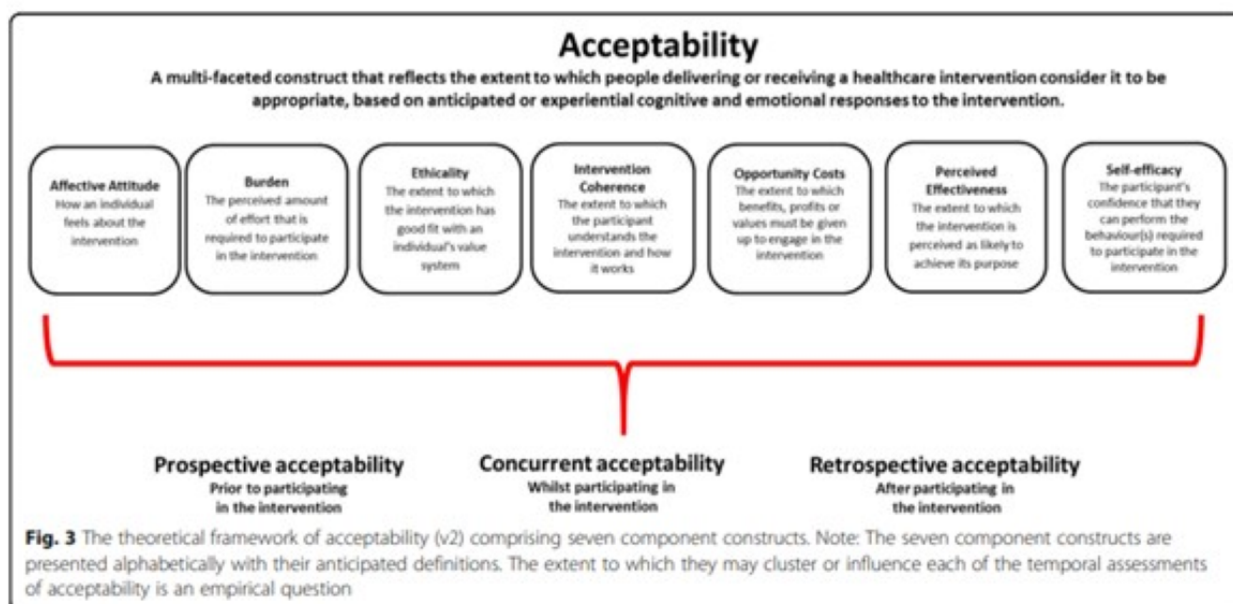 Acceptability
A multi-faceted construct that reflects the extent to which people delivering or receiving a healthcare intervention consider it to be
appropriate, based on anticipated or experiential cognitive and emotional responses to the intervention.
Affective Attitude
How an individual
feels about the
intervention
Burden
The perceived amount
of effort that is
required to participate
in the intervention
Ethicality
The extent to which
the intervention has
good fit with an
individual's value
system
Intervention
Coherence
The extent to which
the participant
understands the
intervention and how
it works
Opportunity Costs
The extent to which
benefits, profits or
values must be given
up to engage in the
intervention
Perceived
Effectiveness
The extent to which
the intervention is
perceived as likely to
achieve its purpose
Self-efficacy
The participant's
confidence that they
can perform the
behaviour(s) required
to participate in the
intervention
Prospective acceptability
Prior to participating
in the intervention
Concurrent acceptability
Whilst participating in
the intervention
Retrospective acceptability
After participating in
the intervention
Fig. 3 The theoretical framework of acceptability (v2) comprising seven component constructs. Note: The seven component constructs are
presented alphabetically with their anticipated definitions. The extent to which they may cluster or influence each of the temporal assessments
of acceptability is an empirical question